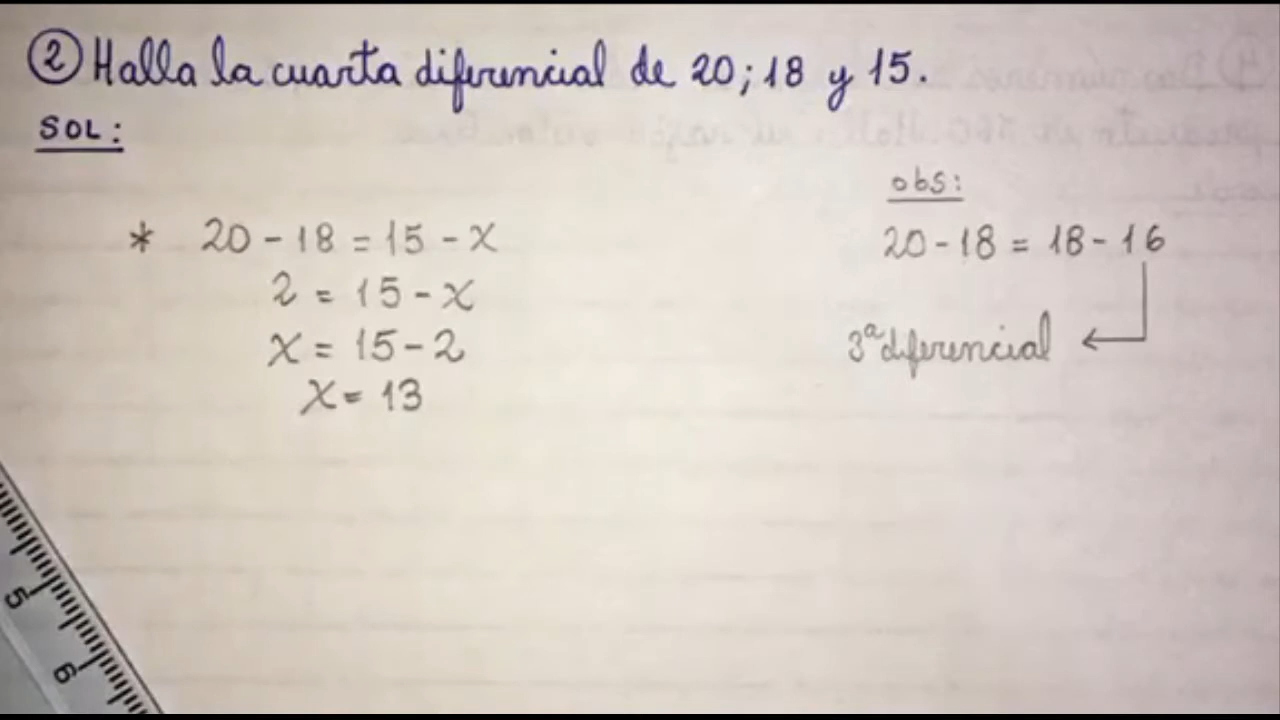 ② Halla la cuarta diferencial de 20; 18 y 15.
SOL:
* 20 - 18 = 15 - x
2 = 15 - x
x = 15 - 2
x = 13
obs:
20 - 18 = 18 - 16
3ª diferencial
5
6